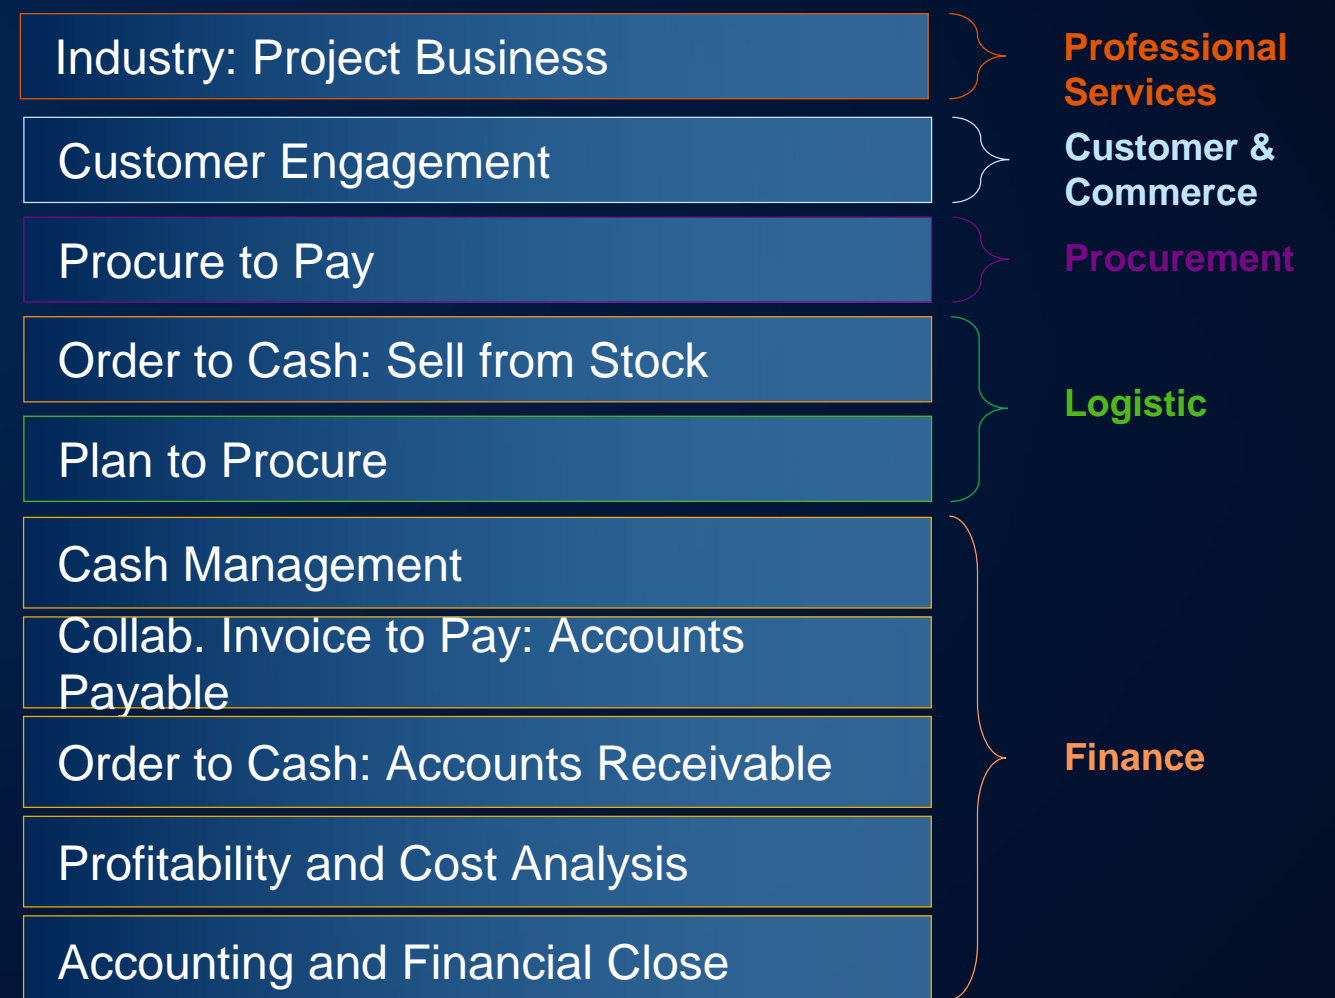 Industry: Project Business
Professional
Services
Customer Engagement
Customer &
Commerce
Procure to Pay
Procurement
Order to Cash: Sell from Stock
Plan to Procure
Logistic
Cash Management
Collab. Invoice to Pay: Accounts
Payable
Order to Cash: Accounts Receivable
Profitability and Cost Analysis
Accounting and Financial Close
Finance